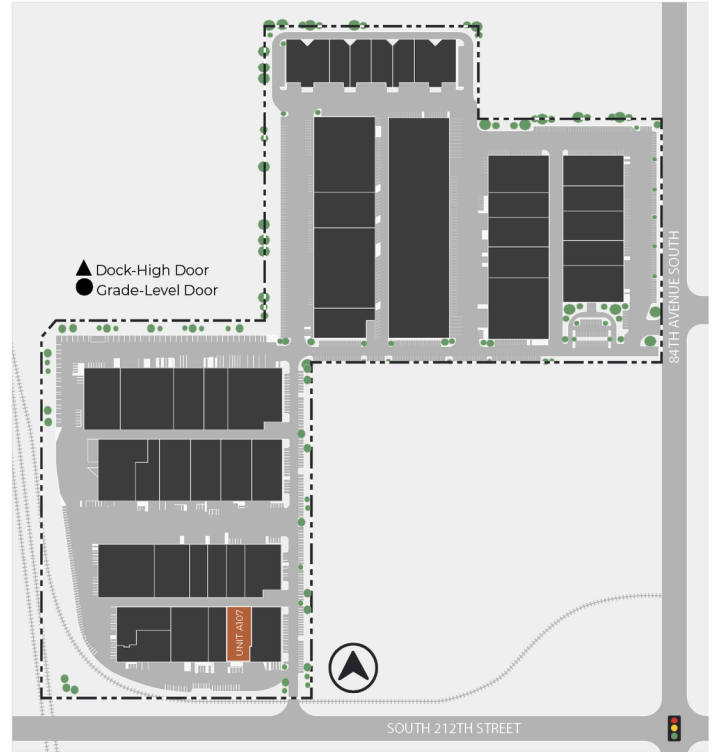 Dock-High Door
Grade-Level Door
84TH AVENUE SOUTH
UNIT A107
SOUTH 212TH STREET